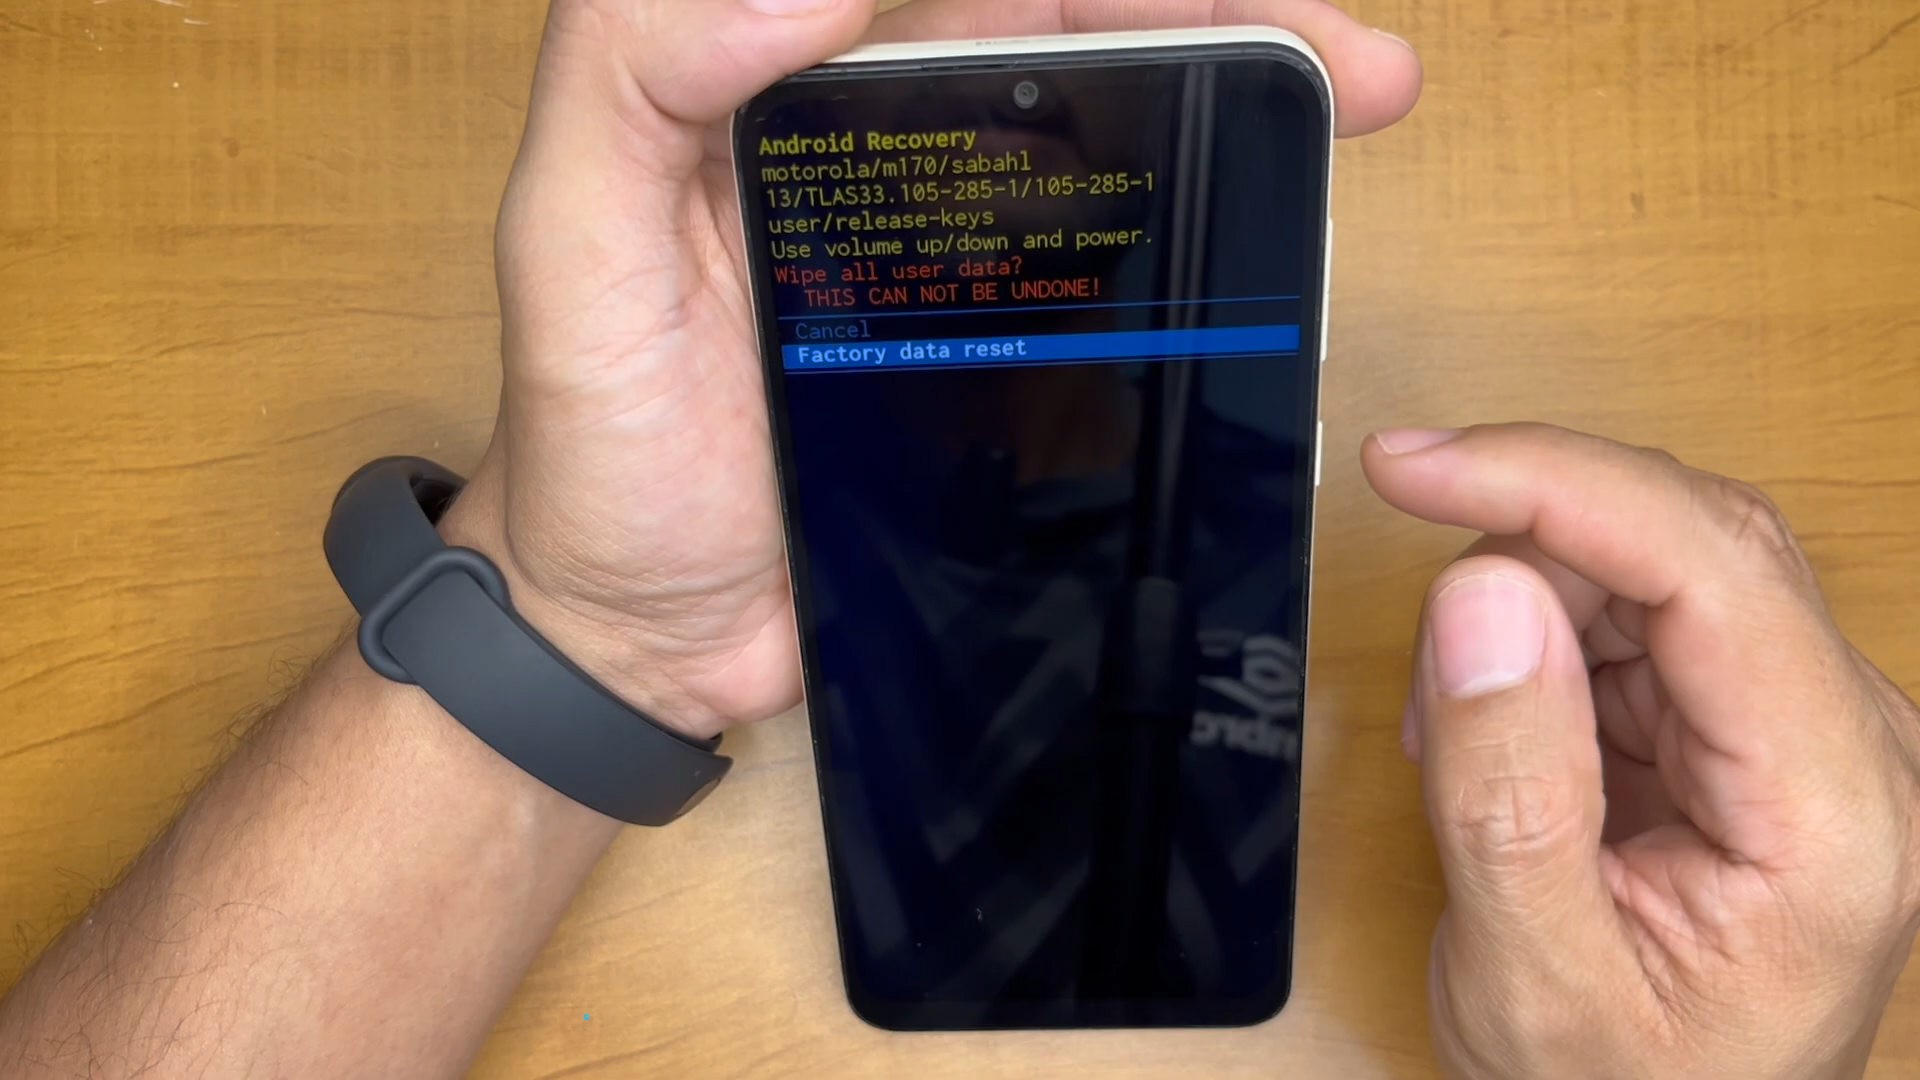 Android Recovery
motorola/m170/sabahl
13/TLAS33.105-285-1/105-285-1
user/release-keys
Use volume up/down and power.
Wipe all user data?
THIS CAN NOT BE UNDONE!
Cancel
Factory data reset